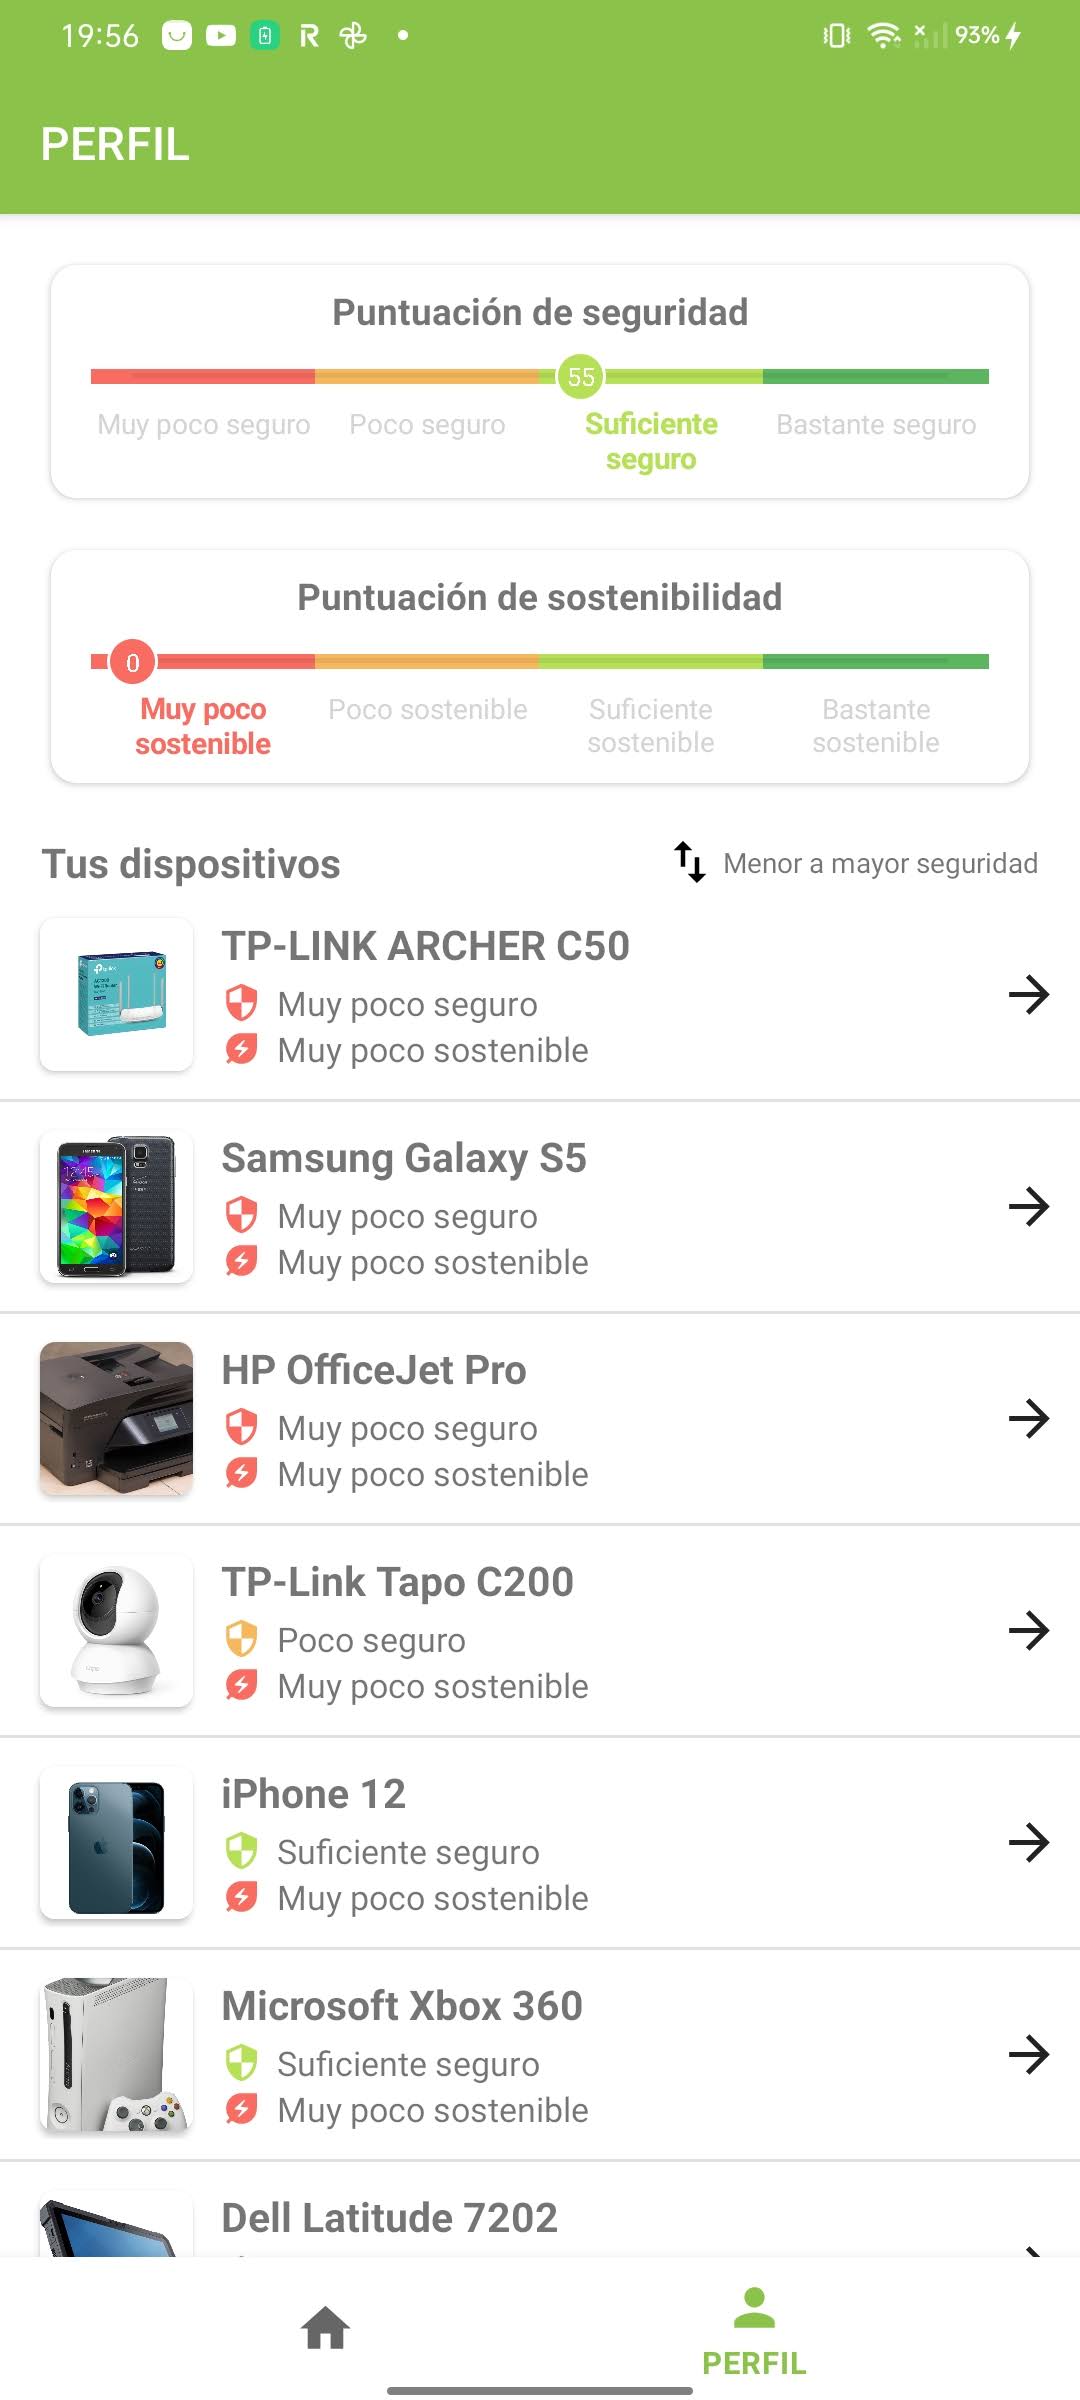 19:56
93%
PERFIL
Puntuación de seguridad
55
Muy poco seguro
Poco seguro
Suficiente
seguro
Bastante seguro
Puntuación de sostenibilidad
0
Muy poco
sostenible
Poco sostenible
Suficiente
sostenible
Bastante
sostenible
Tus dispositivos
Menor a mayor seguridad
TP-LINK ARCHER C50
Muy poco seguro
Muy poco sostenible
Samsung Galaxy S5
Muy poco seguro
Muy poco sostenible
HP OfficeJet Pro
Muy poco seguro
Muy poco sostenible
TP-Link Tapo C200
Poco seguro
Muy poco sostenible
iPhone 12
Suficiente seguro
Muy poco sostenible
Microsoft Xbox 360
Suficiente seguro
Muy poco sostenible
Dell Latitude 7202
PERFIL